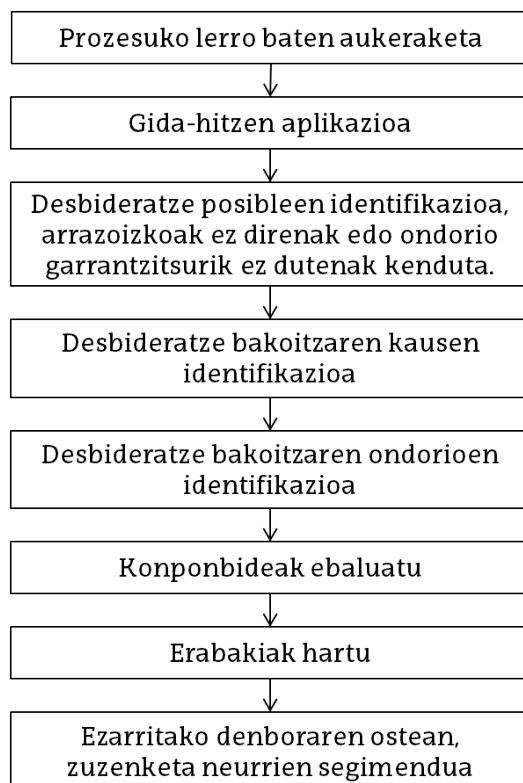 Prozesuko lerro baten aukeraketa
Gida-hitzen aplikazioa
Desbideratze posibleen identifikazioa,
arrazoizkoak ez direnak edo ondorio
garrantzitsurik ez dutenak kenduta.
Desbideratze bakoitzaren kausen
identifikazioa
Desbideratze bakoitzaren ondorioen
identifikazioa
Konponbideak ebaluatu
Erabakiak hartu
Ezarritako denboraren ostean,
zuzenketa neurrien segimendua